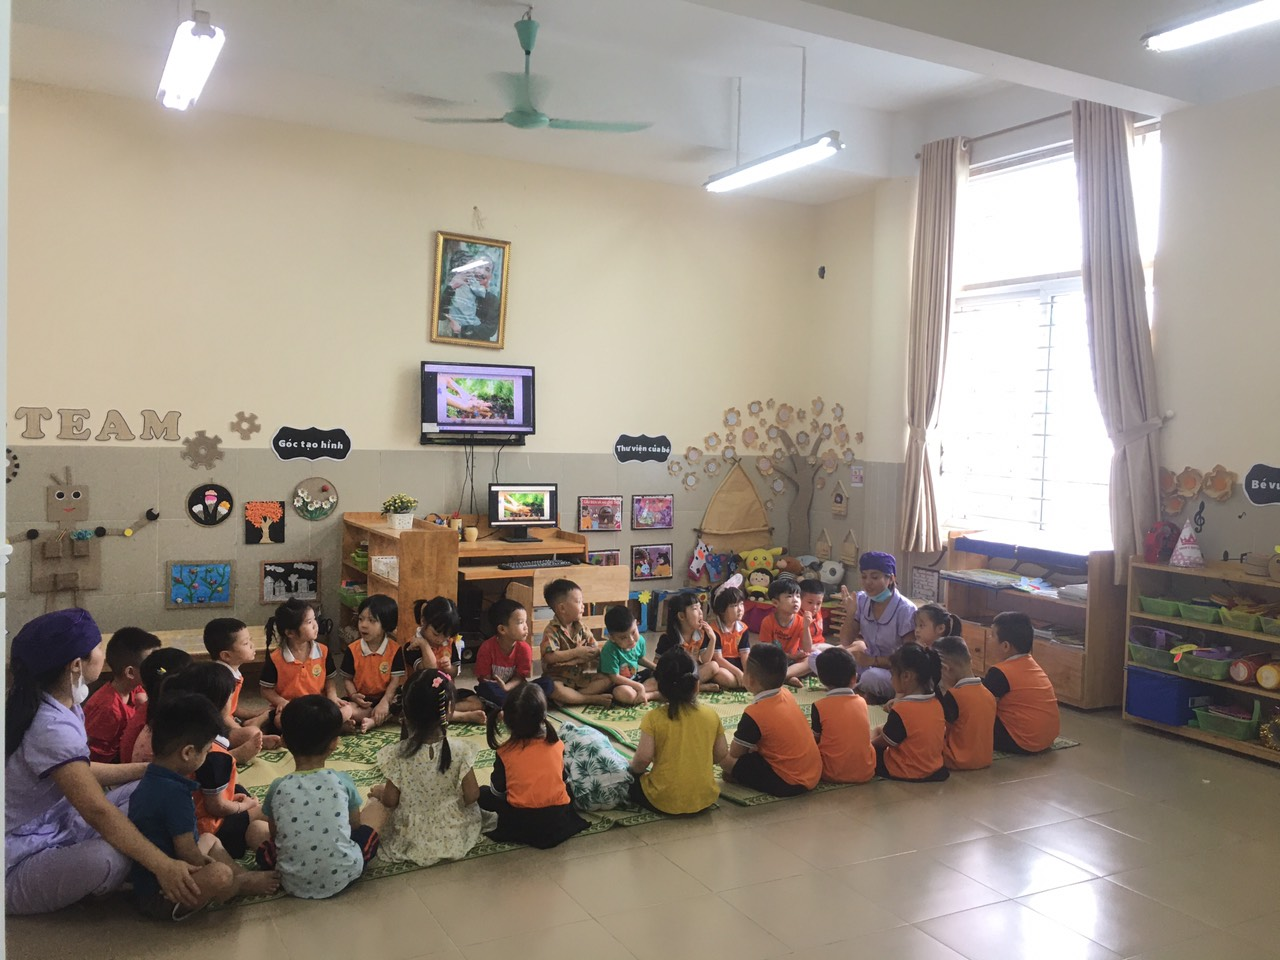 TEAM
Góc tạo hình
Thư viện của bé
Bé vu